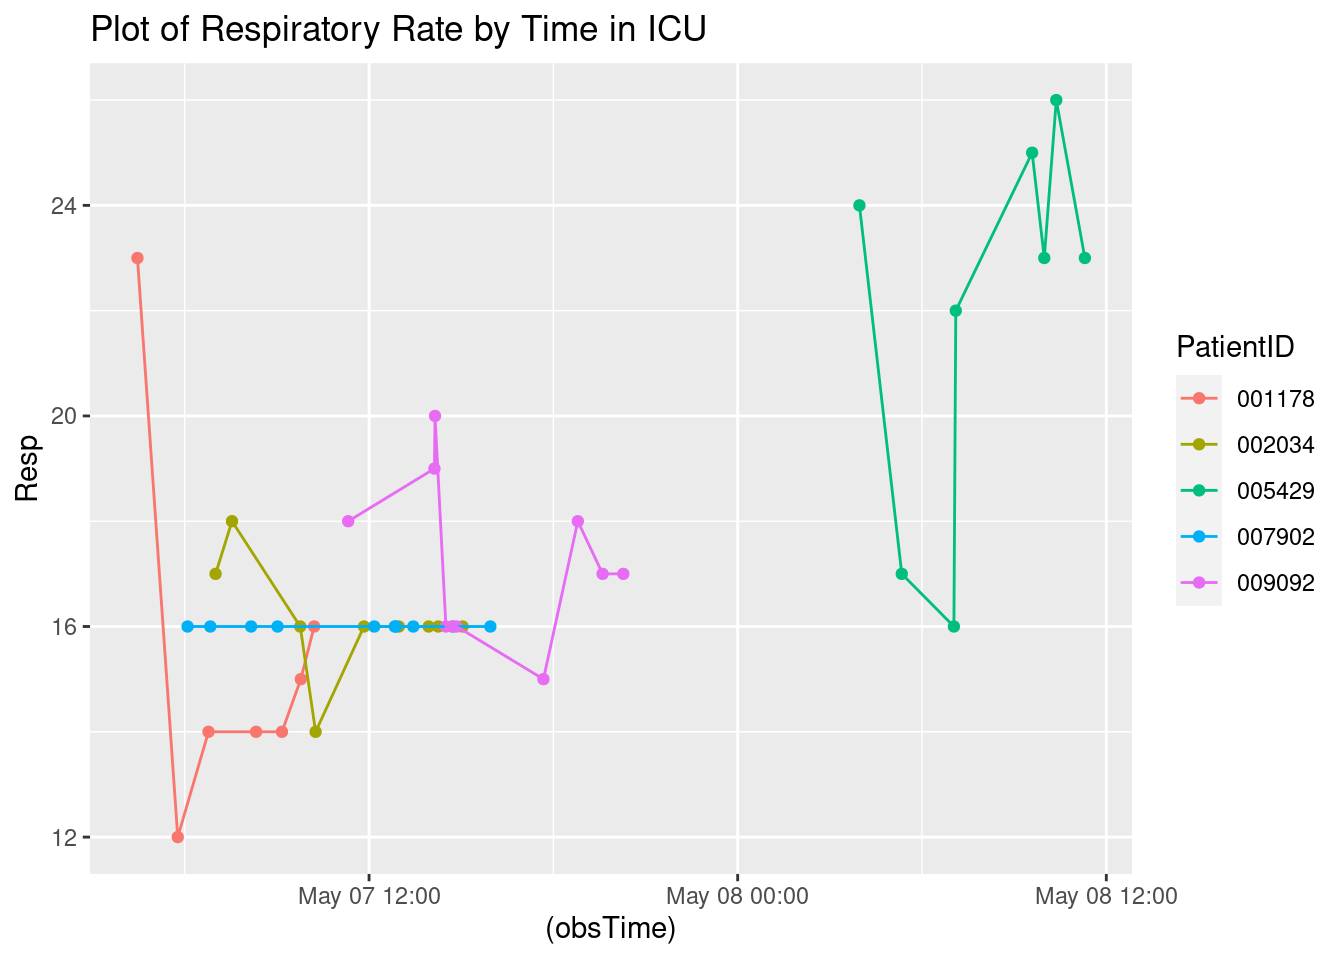 Plot of Respiratory Rate by Time in ICU
Resp
24
20
16
12
May 07 12:00
May 08 00:00
May 08 12:00
(obsTime)
PatientID
001178
002034
005429
007902
009092